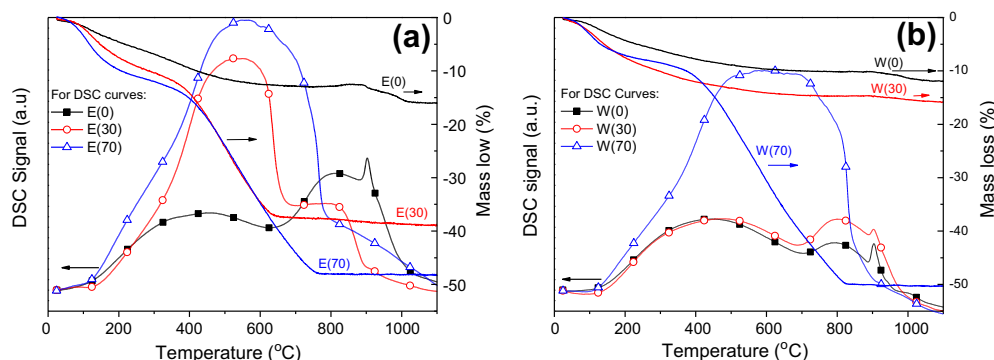 (a)
For DSC curves:
E(0)
E(30)
E(70)
E(0)
E(30)
E(70)
DSC Signal (a.u)
Mass low (%)
0
-10
-20
-30
-40
-50
0 200 400 600 800 1000
Temperature (°C)
(b)
For DSC Curves:
W(0)
W(30)
W(70)
W(0)
W(30)
W(70)
DSC signal (a.u.)
Mass loss (%)
0
-10
-20
-30
-40
-50
0 200 400 600 800 1000
Temperature (°C)